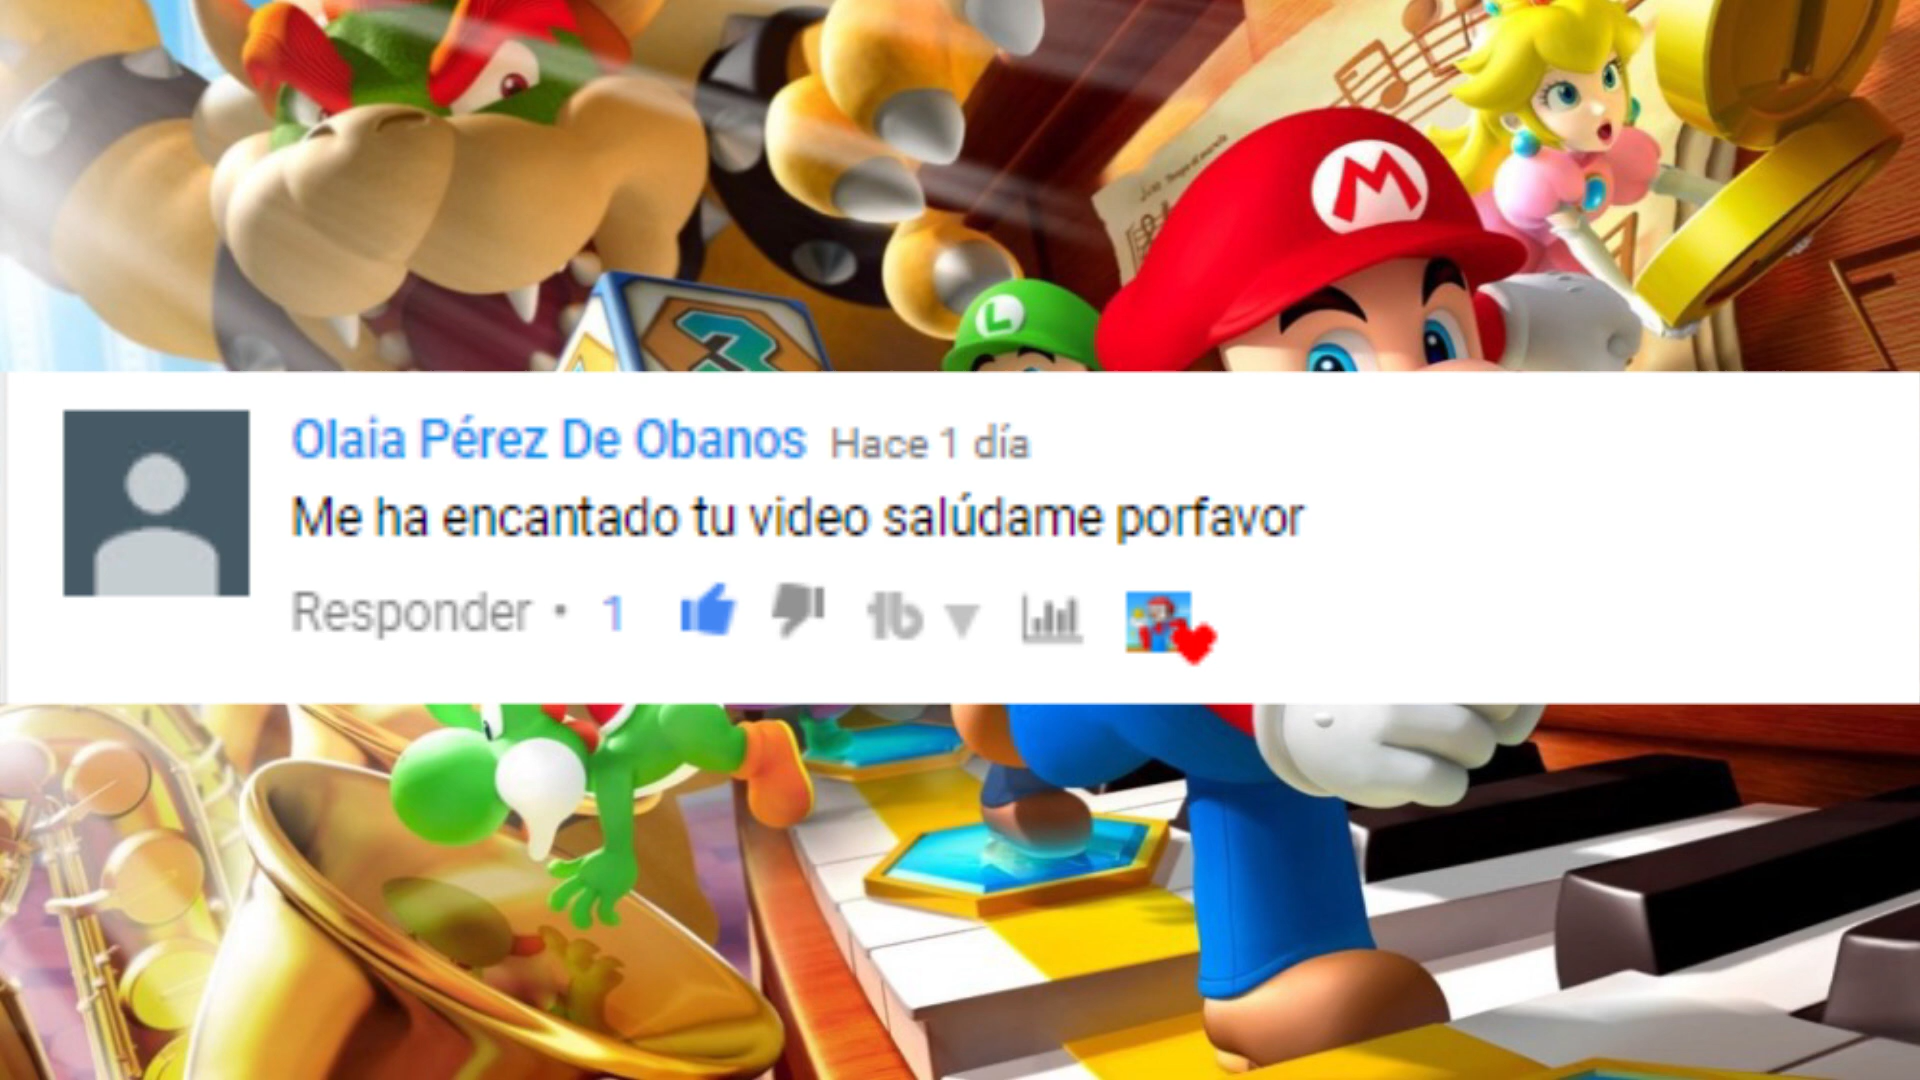 M
L
Olaia Pérez De Obanos Hace 1 día
Me ha encantado tu video salúdame porfavor
Responder • 1